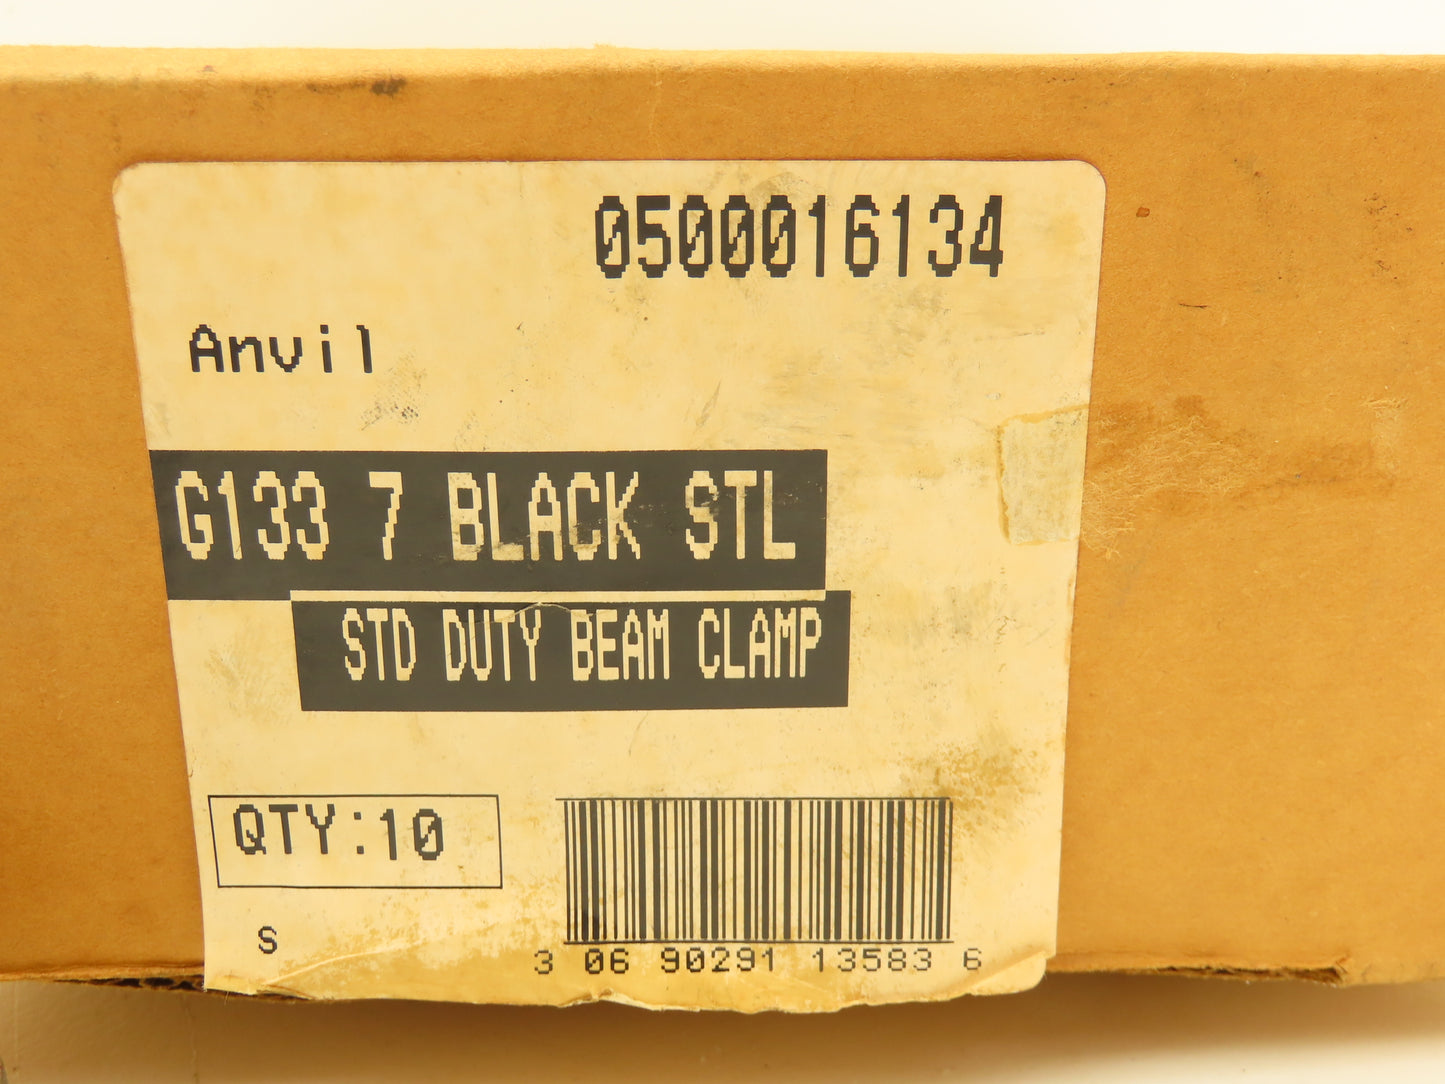 0500016134
Anvil
G133 7 BLACK STL
STD DUTY BEAM CLAMP
QTY:10
S
3 06 90291 13583 6